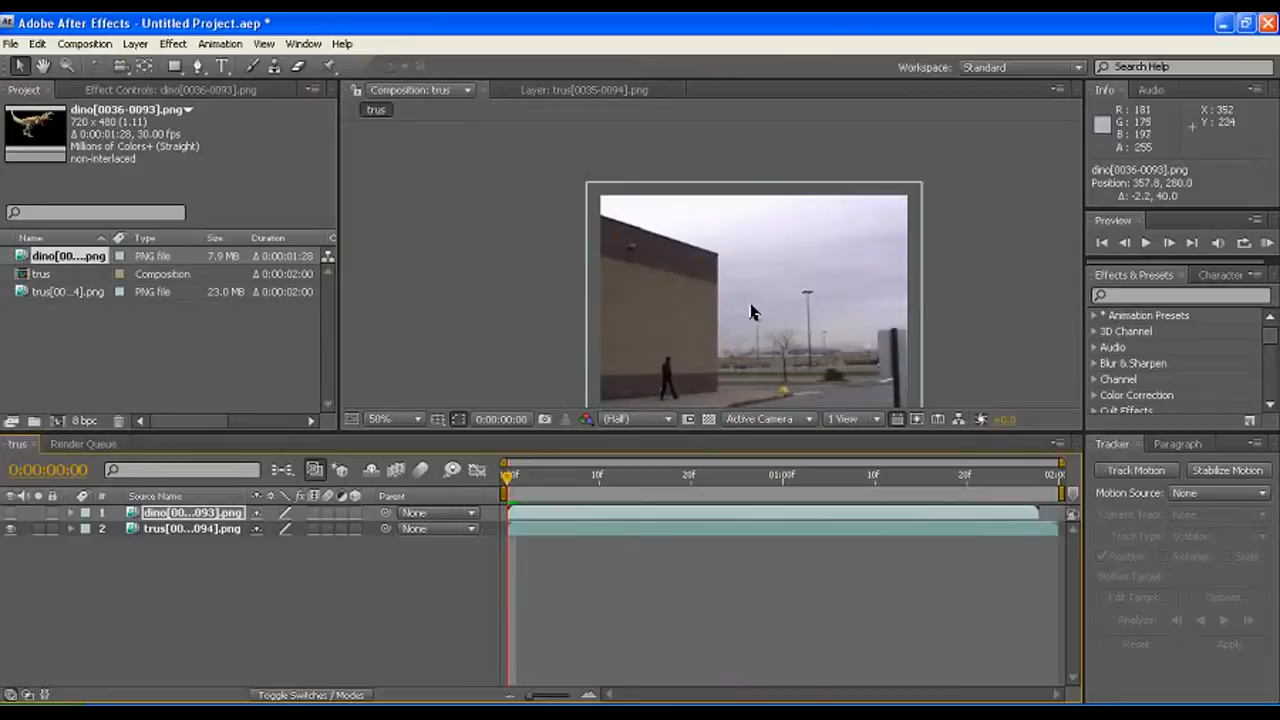 Adobe After Effects - Untitled Project.aep *
File Edit Composition Layer Effect Animation View Window Help
Workspace: Standard Search Help
Project Effect Controls: dino[0036-0093].png
dino[0036-0093].png
720 x 480 (1.11)
Δ 0:00:01:28, 30.00 fps
Millions of Colors+ (Straight)
non-interlaced
Name Type Size Duration
dino[00....png PNG file 7.9 MB Δ 0:00:01:28
trus Composition Δ 0:00:02:00
trus[00...4].png PNG file 23.0 MB Δ 0:00:02:00
8 bpc
Composition: trus Layer: trus[0035-0094].png
trus
50% 0:00:00:00 (Half) Active Camera 1 View +0.0
Info Audio
R: 181 X: 352
G: 179 Y: 234
B: 197
A: 255
dino[0036-0093].png
Position: 357.8, 280.0
Δ: -2.2, 40.0
Preview
Effects & Presets Character
* Animation Presets
3D Channel
Audio
Blur & Sharpen
Channel
Color Correction
Cult Effects
trus Render Queue
0:00:00:00
# Source Name fx Parent
10f 20f 01:00f 10f 20f
1 dino[00...093].png None
2 trus[00...094].png None
Toggle Switches / Modes
Tracker Paragraph
Track Motion Stabilize Motion
Motion Source: None
Current Track: None
Track Type: Stabilize
Position Rotation Scale
Motion Target:
Edit Target... Options...
Analyze:
Reset Apply